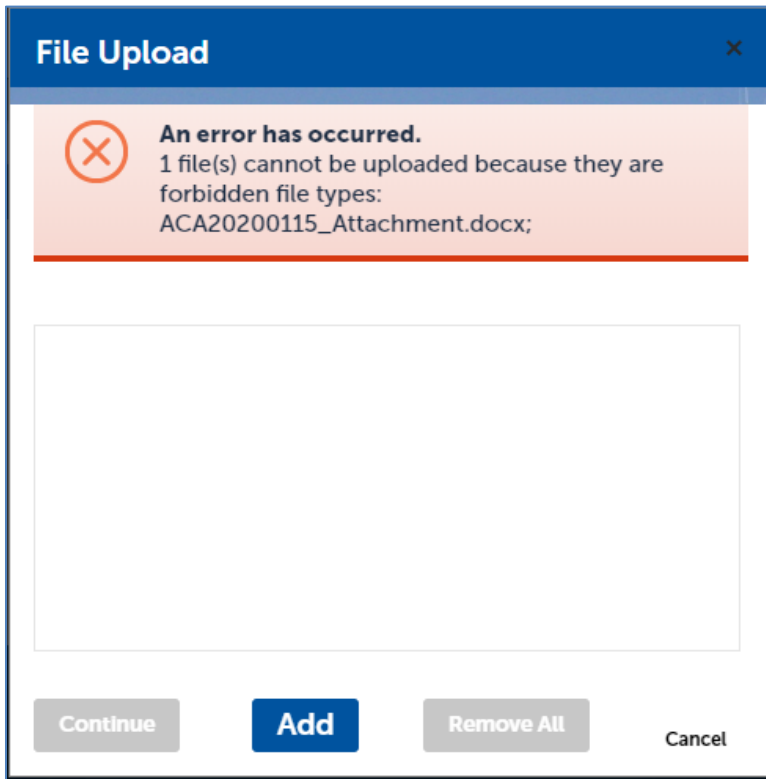 File Upload
×
An error has occurred.
1 file(s) cannot be uploaded because they are
forbidden file types:
ACA20200115_Attachment.docx;
Continue
Add
Remove All
Cancel